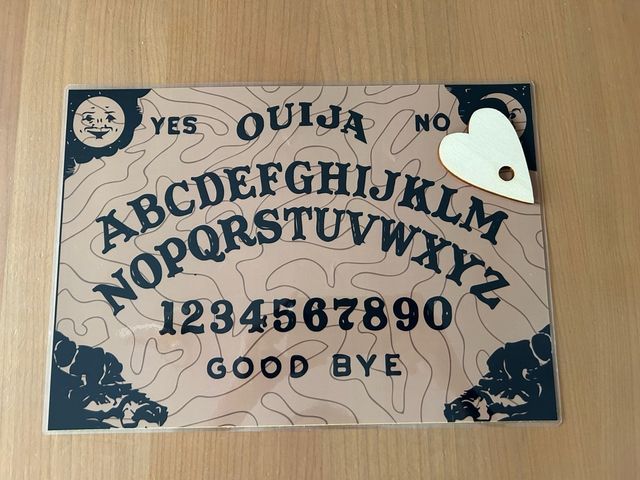 YES OUIJA NO
ABCDEFGHIJKLM
NOPQRSTUVWXYZ
1234567890
GOOD BYE